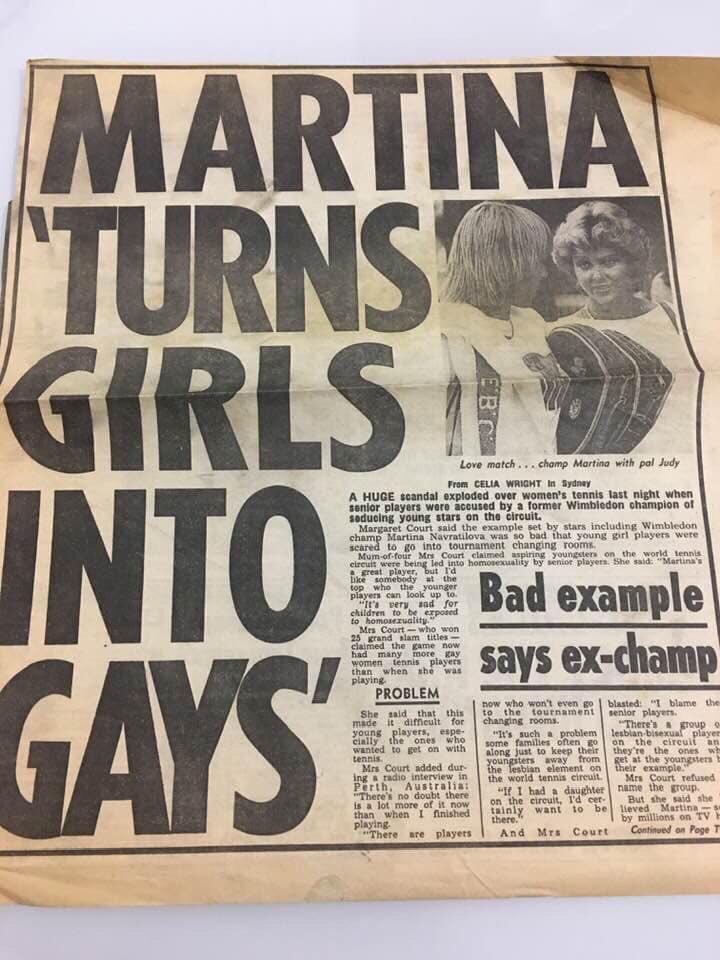 MARTINA
'TURNS
GIRLS
INTO
GAYS'
EBC
Love match . . . champ Martina with pal Judy
From CELIA WRIGHT in Sydney
A HUGE scandal exploded over women's tennis last night when
senior players were accused by a former Wimbledon champion of
seducing young stars on the circuit.
Margaret Court said the example set by stars including Wimbledon
champ Martina Navratilova was so bad that young girl players were
scared to go into tournament changing rooms.
Mum-of-four Mrs Court claimed aspiring youngsters on the world tennis
circuit were being led into homosexuality by senior players. She said: "Martina's
a great player, but I'd
like somebody at the
top who the younger
players can look up to.
"It's very sad for
children to be exposed
to homosexuality."
Mrs Court — who won
25 grand slam titles —
claimed the game now
had many more gay
women tennis players
than when she was
playing.
Bad example
says ex-champ
PROBLEM
She said that this
made it difficult for
young players, espe-
cially the ones who
wanted to get on with
tennis.
Mrs Court added dur-
ing a radio interview in
Perth, Australia:
"There's no doubt there
is a lot more of it now
than when I finished
playing.
"There are players
now who won't even go
to the tournament
changing rooms.
"It's such a problem
some families often go
along just to keep their
youngsters away from
the lesbian element on
the world tennis circuit.
"If I had a daughter
on the circuit, I'd cer-
tainly want to be
there."
And Mrs Court
blasted: "I blame the
senior players.
"There's a group o
lesbian-bisexual player
on the circuit an
they're the ones wh
get at the youngsters b
their example."
Mrs Court refused
name the group.
But she said she
lieved Martina — s
by millions on TV h
Continued on Page T